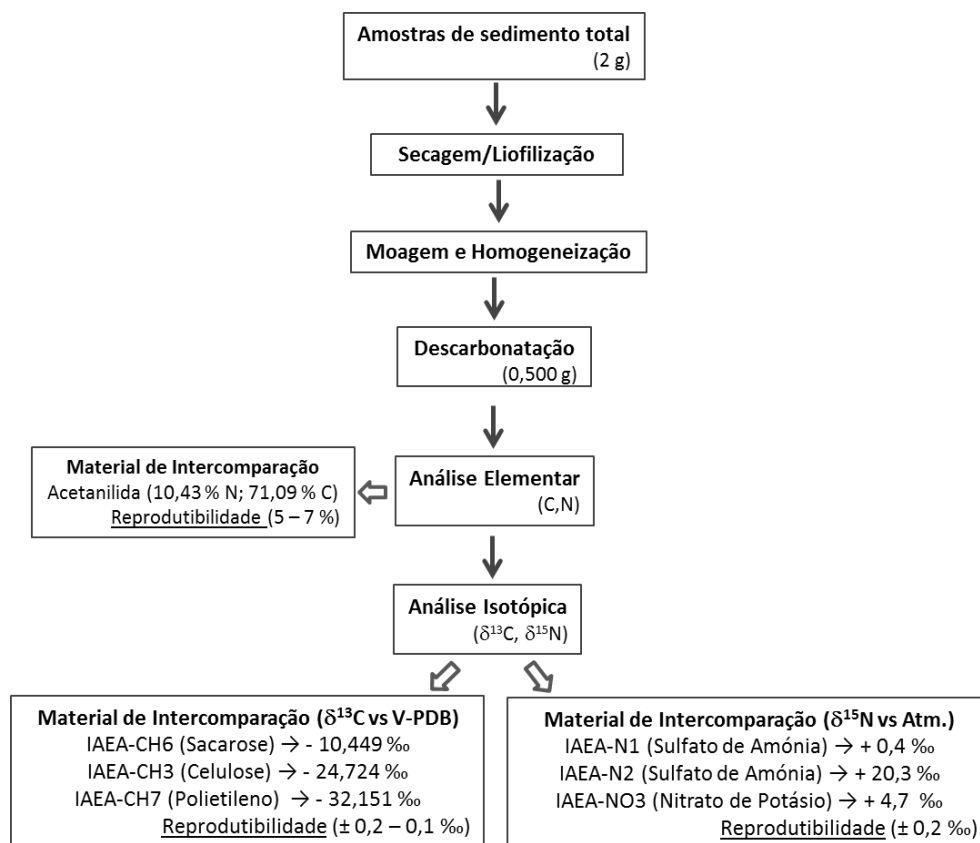 Amostras de sedimento total
(2 g)
Secagem/Liofilização
Moagem e Homogeneização
Descarbonatação
(0,500 g)
Material de Intercomparação
Acetanilida (10,43 % N; 71,09 % C)
Reprodutibilidade (5 – 7 %)
Análise Elementar
(C,N)
Análise Isotópica
(δ¹³C, δ¹⁵N)
Material de Intercomparação (δ¹³C vs V-PDB)
IAEA-CH6 (Sacarose) → - 10,449 ‰
IAEA-CH3 (Celulose) → - 24,724 ‰
IAEA-CH7 (Polietileno) → - 32,151 ‰
Reprodutibilidade (± 0,2 – 0,1 ‰)
Material de Intercomparação (δ¹⁵N vs Atm.)
IAEA-N1 (Sulfato de Amónia) → + 0,4 ‰
IAEA-N2 (Sulfato de Amónia) → + 20,3 ‰
IAEA-NO3 (Nitrato de Potásio) → + 4,7 ‰
Reprodutibilidade (± 0,2 ‰)